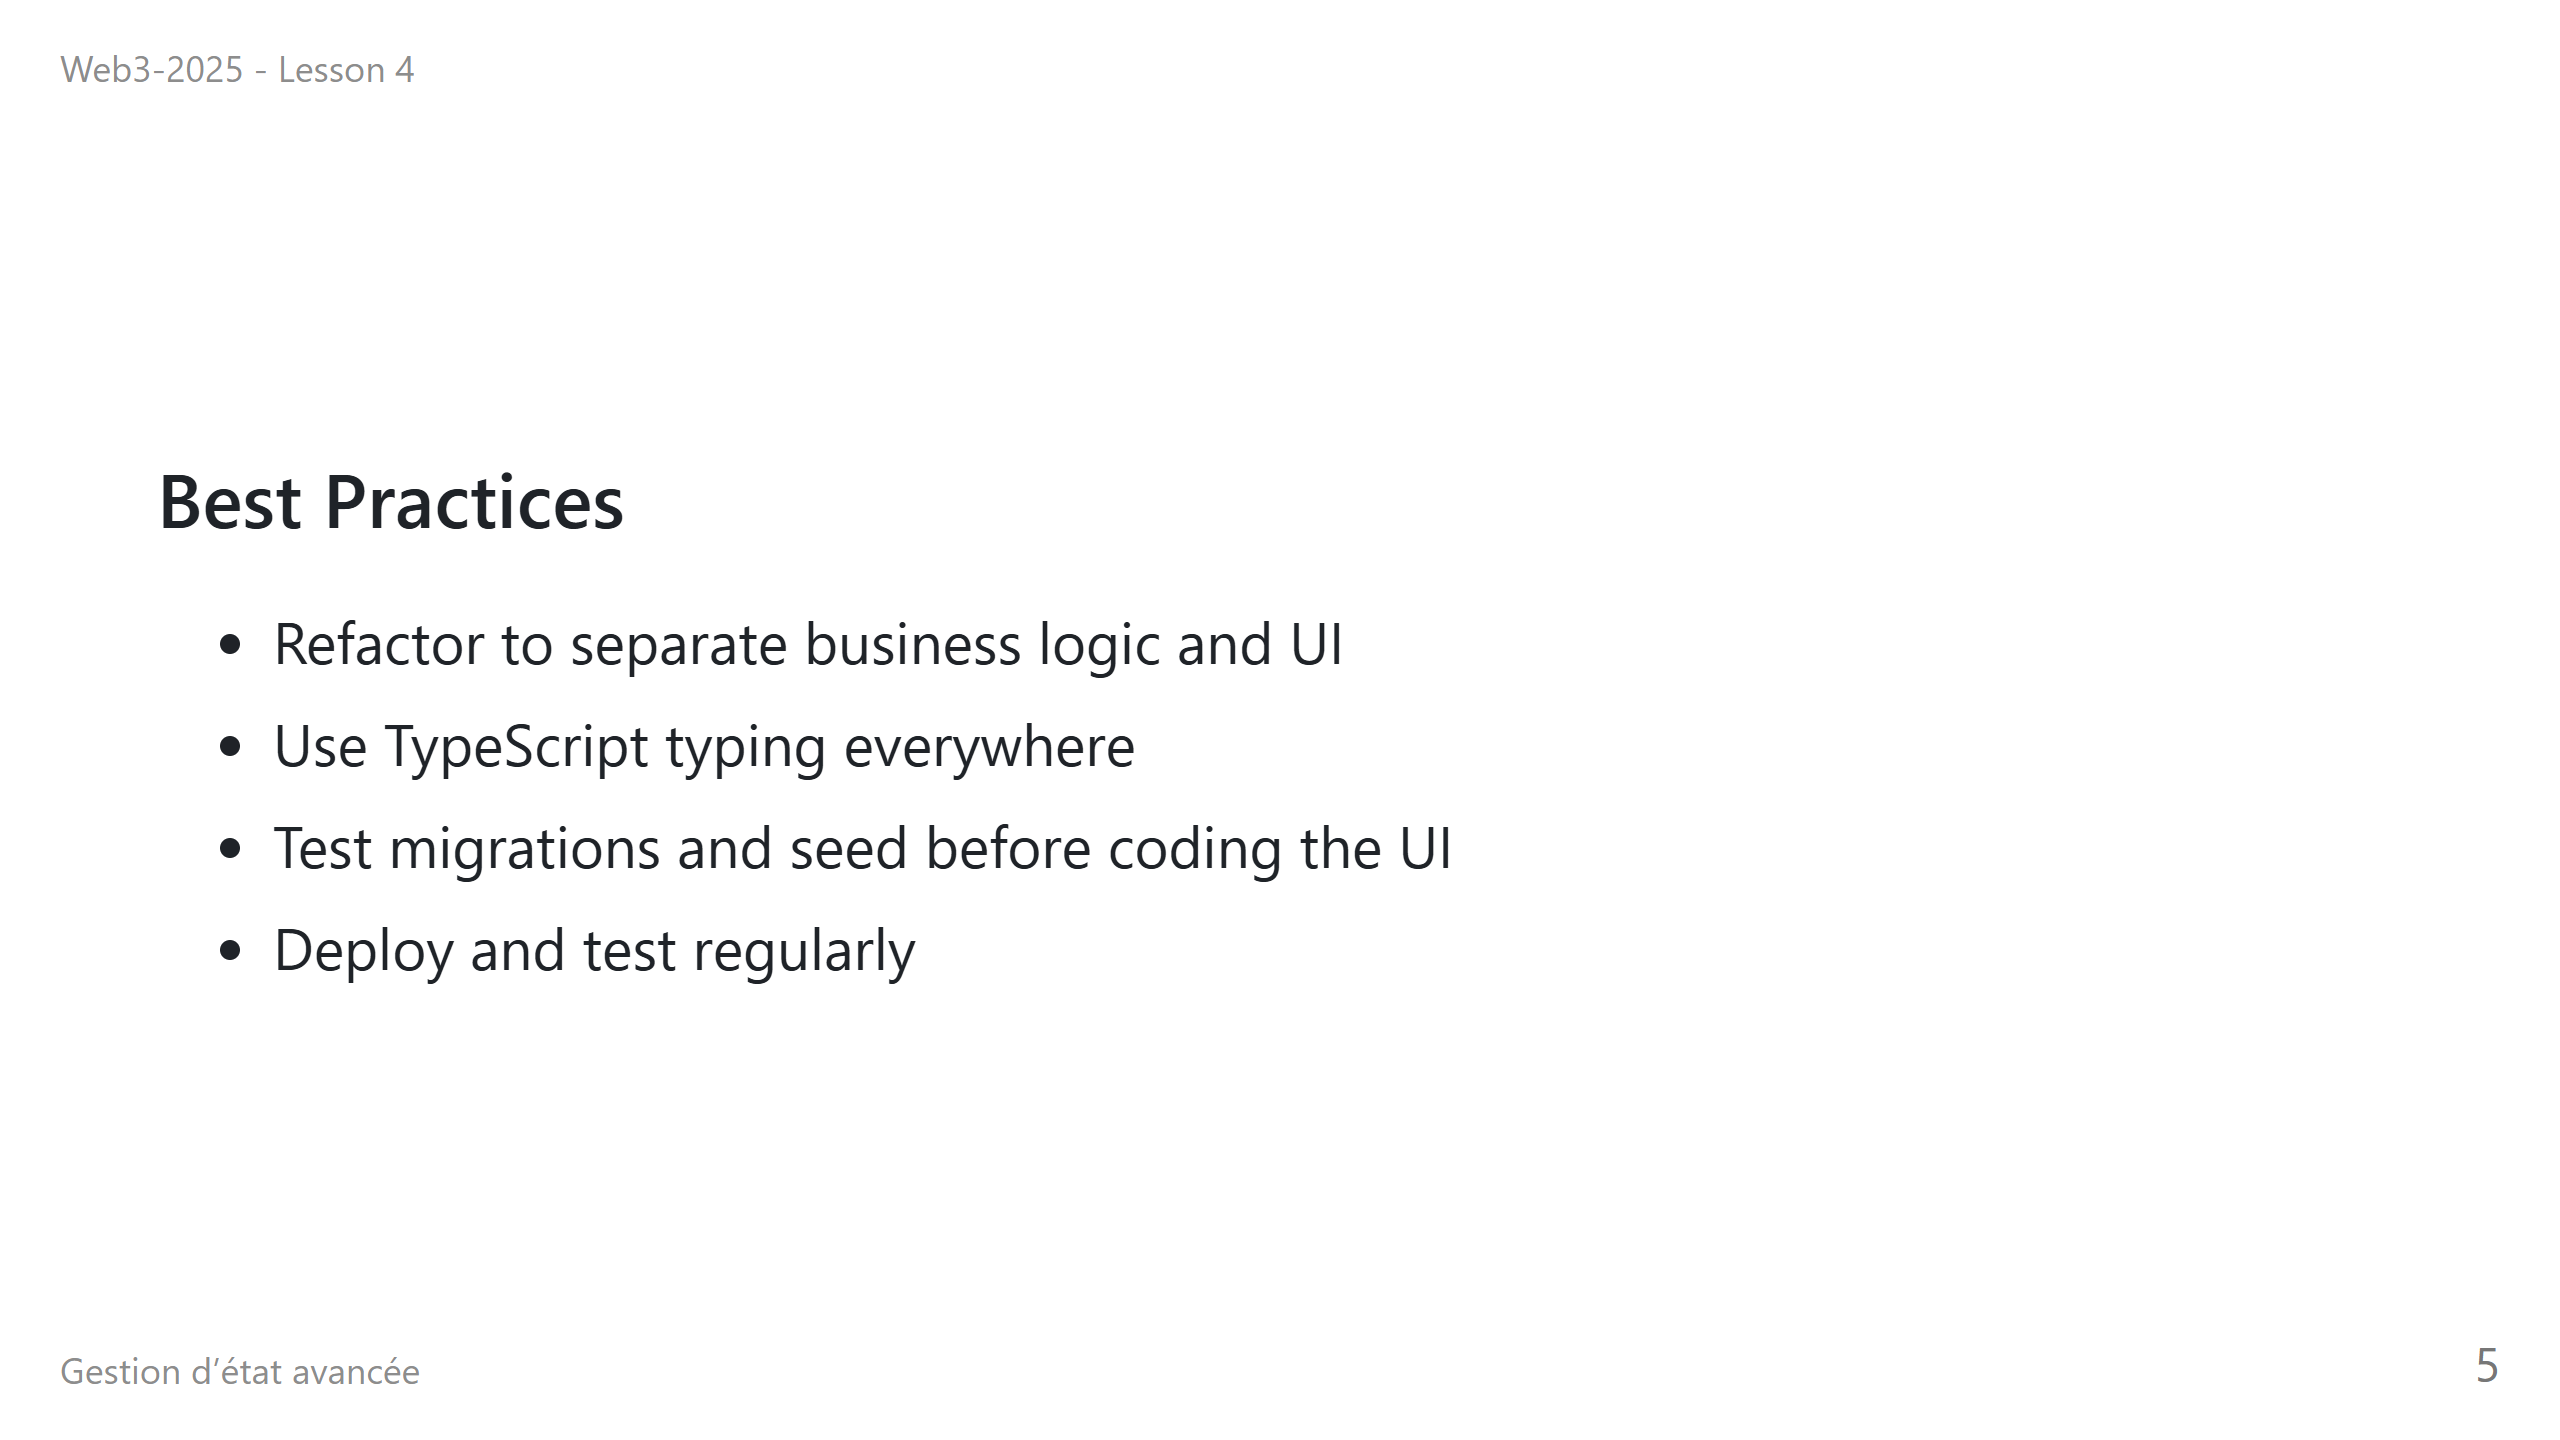 Web3-2025 - Lesson 4
Best Practices
• Refactor to separate business logic and UI
• Use TypeScript typing everywhere
• Test migrations and seed before coding the UI
• Deploy and test regularly
Gestion d’état avancée
5